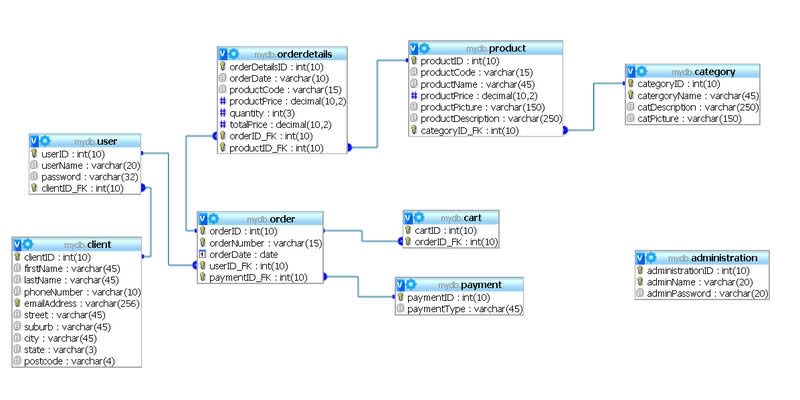 mydb.orderdetails
orderDetailsID : int(10)
orderDate : varchar(10)
productCode : varchar(15)
productPrice : decimal(10,2)
quantity : int(3)
totalPrice : decimal(10,2)
orderID_FK : int(10)
productID_FK : int(10)
mydb.product
productID : int(10)
productCode : varchar(15)
productName : varchar(45)
productPrice : decimal(10,2)
productPicture : varchar(150)
productDescription : varchar(250)
categoryID_FK : int(10)
mydb.category
categoryID : int(10)
catergoryName : varchar(45)
catDescription : varchar(250)
catPicture : varchar(150)
mydb.user
userID : int(10)
userName : varchar(20)
password : varchar(32)
clientID_FK : int(10)
mydb.order
orderID : int(10)
orderNumber : varchar(15)
orderDate : date
userID_FK : int(10)
paymentID_FK : int(10)
mydb.cart
cartID : int(10)
orderID_FK : int(10)
mydb.client
clientID : int(10)
firstName : varchar(45)
lastName : varchar(45)
phoneNumber : varchar(10)
emailAddress : varchar(256)
street : varchar(45)
suburb : varchar(45)
city : varchar(45)
state : varchar(3)
postcode : varchar(4)
mydb.payment
paymentID : int(10)
paymentType : varchar(45)
mydb.administration
administrationID : int(10)
adminName : varchar(20)
adminPassword : varchar(20)